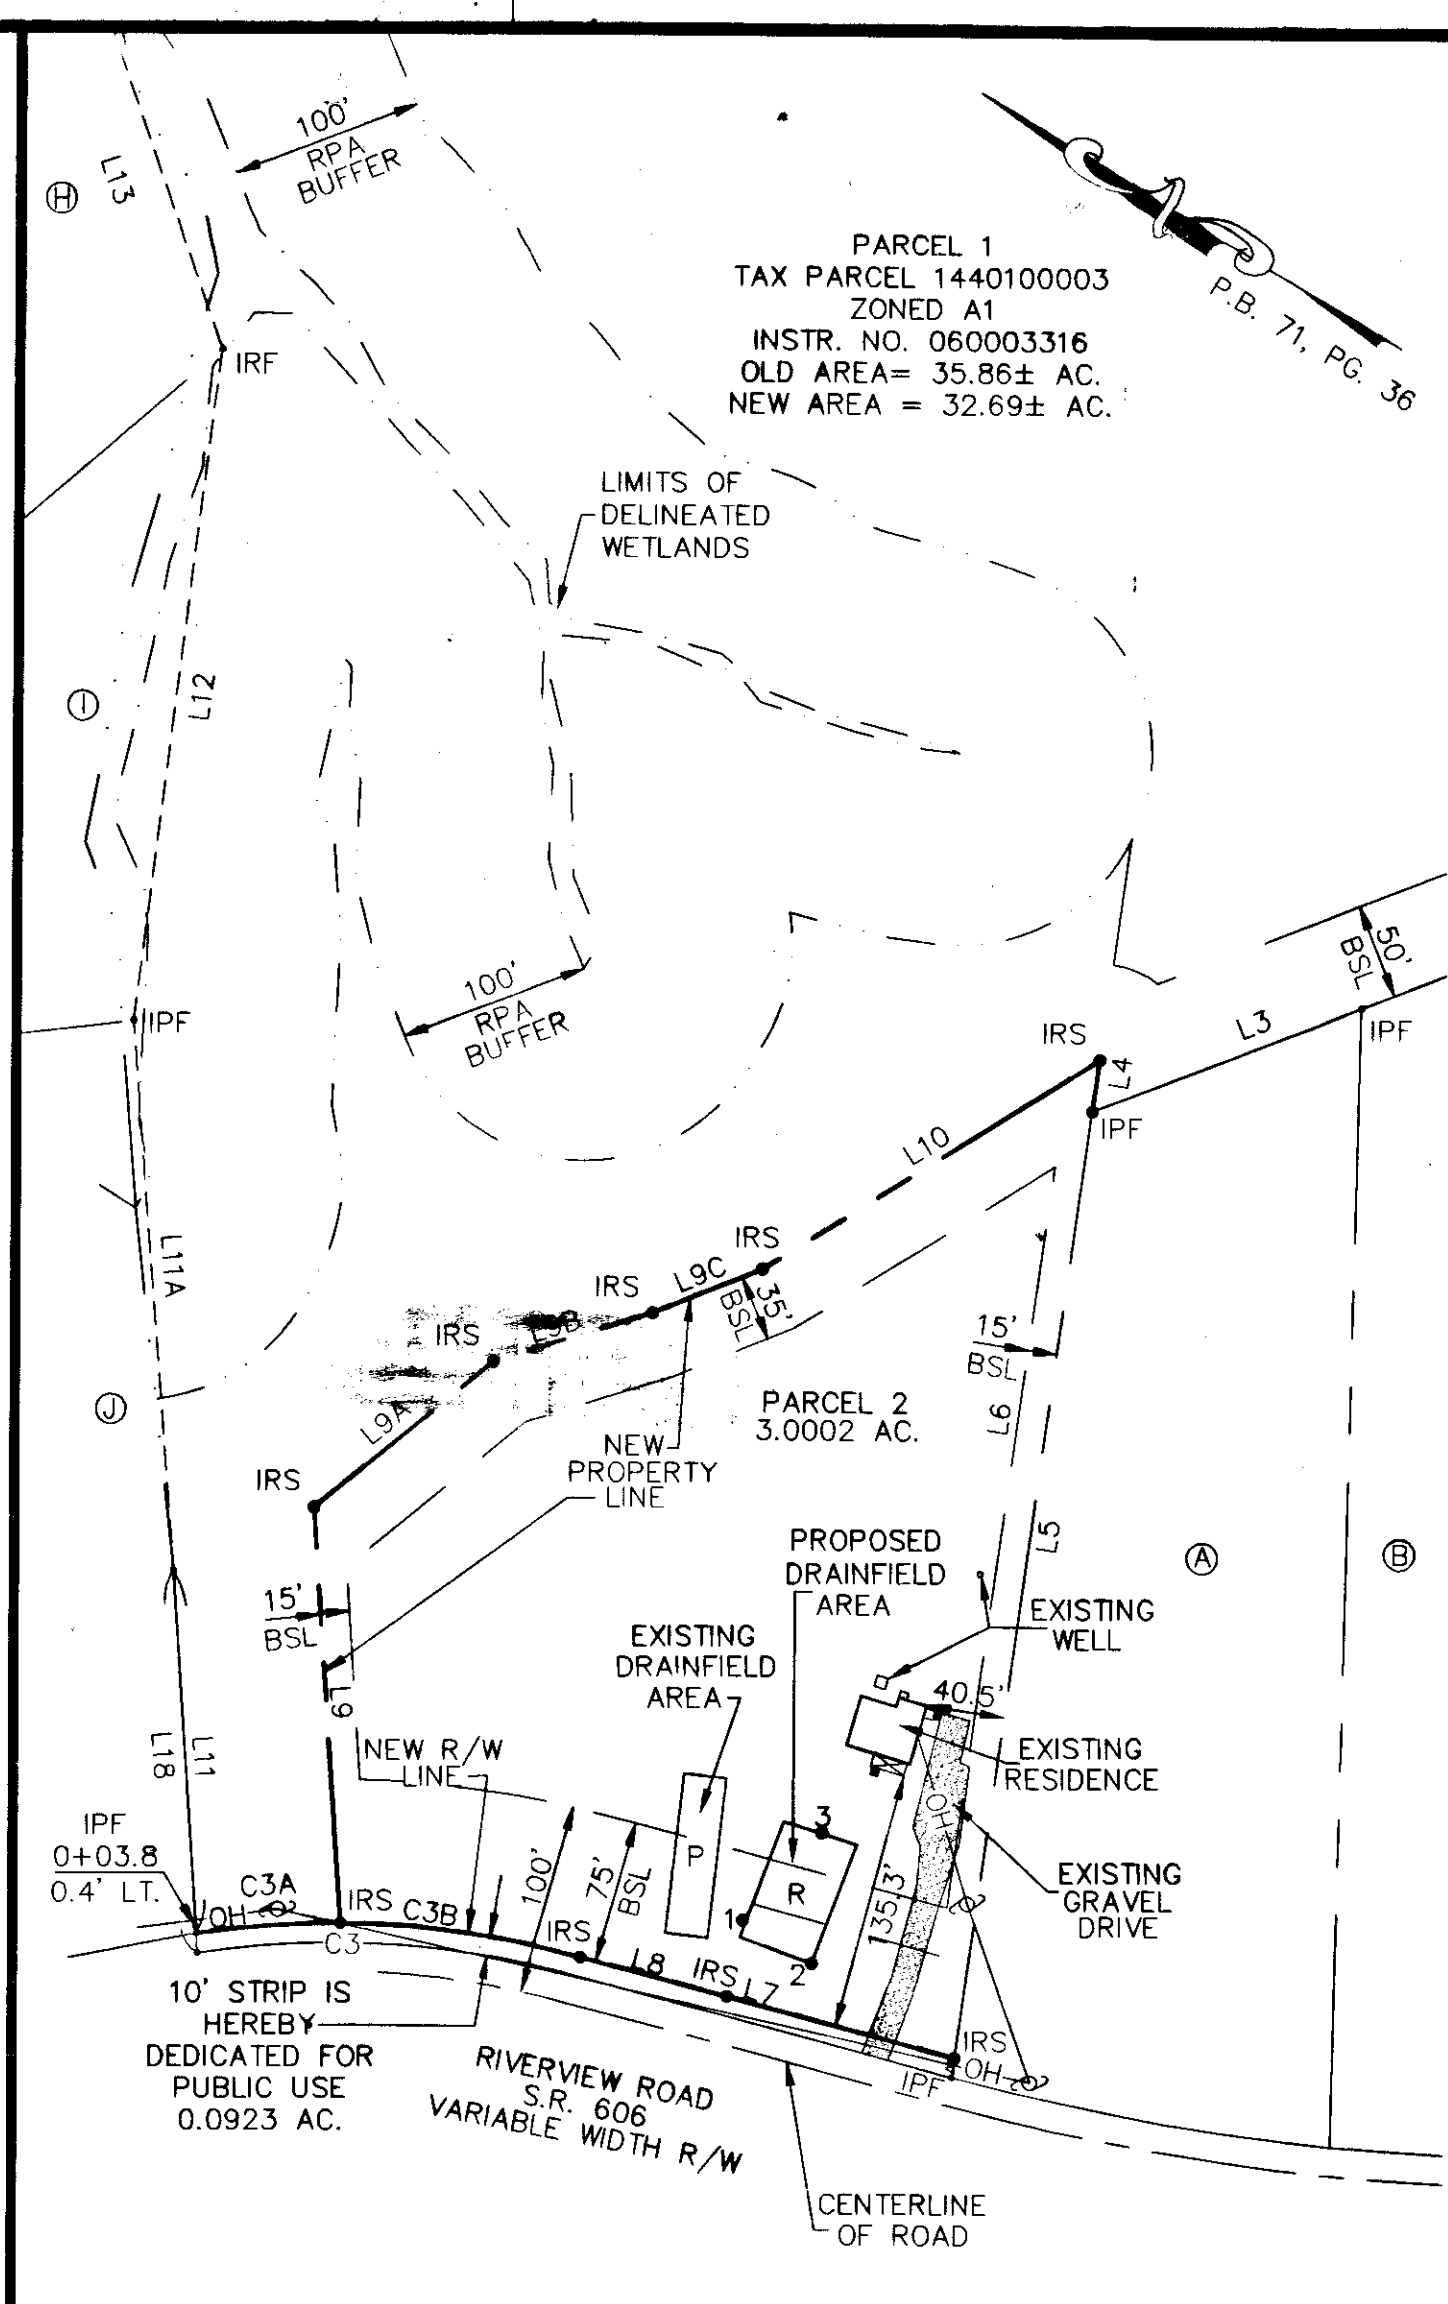 100'
RPA
BUFFER
L13
H
PARCEL 1
TAX PARCEL 1440100003
ZONED A1
INSTR. NO. 060003316
OLD AREA= 35.86± AC.
NEW AREA = 32.69± AC.
P.B. 71, PG. 36
IRF
LIMITS OF
DELINEATED
WETLANDS
I
L12
50'
BSL
100'
RPA
BUFFER
IPF
IRS
L3
IPF
L4
IPF
L10
L11A
IRS
L9C
IRS
35'
BSL
IRS
L9B
15'
BSL
J
L9A
PARCEL 2
3.0002 AC.
L6
NEW
PROPERTY
LINE
IRS
PROPOSED
DRAINFIELD
AREA
L5
A
B
15'
BSL
EXISTING
WELL
EXISTING
DRAINFIELD
AREA
L9
40.5'
L18
L11
NEW R/W
LINE
EXISTING
RESIDENCE
OH
IPF
0+03.8
0.4' LT.
3
P
R
100'
75'
BSL
135.3'
EXISTING
GRAVEL
DRIVE
C3A
OH
IRS
C3B
C3
IRS
1
2
L8
IRS
L7
IRS
OH
IPF
10' STRIP IS
HEREBY
DEDICATED FOR
PUBLIC USE
0.0923 AC.
RIVERVIEW ROAD
S.R. 606
VARIABLE WIDTH R/W
CENTERLINE
OF ROAD